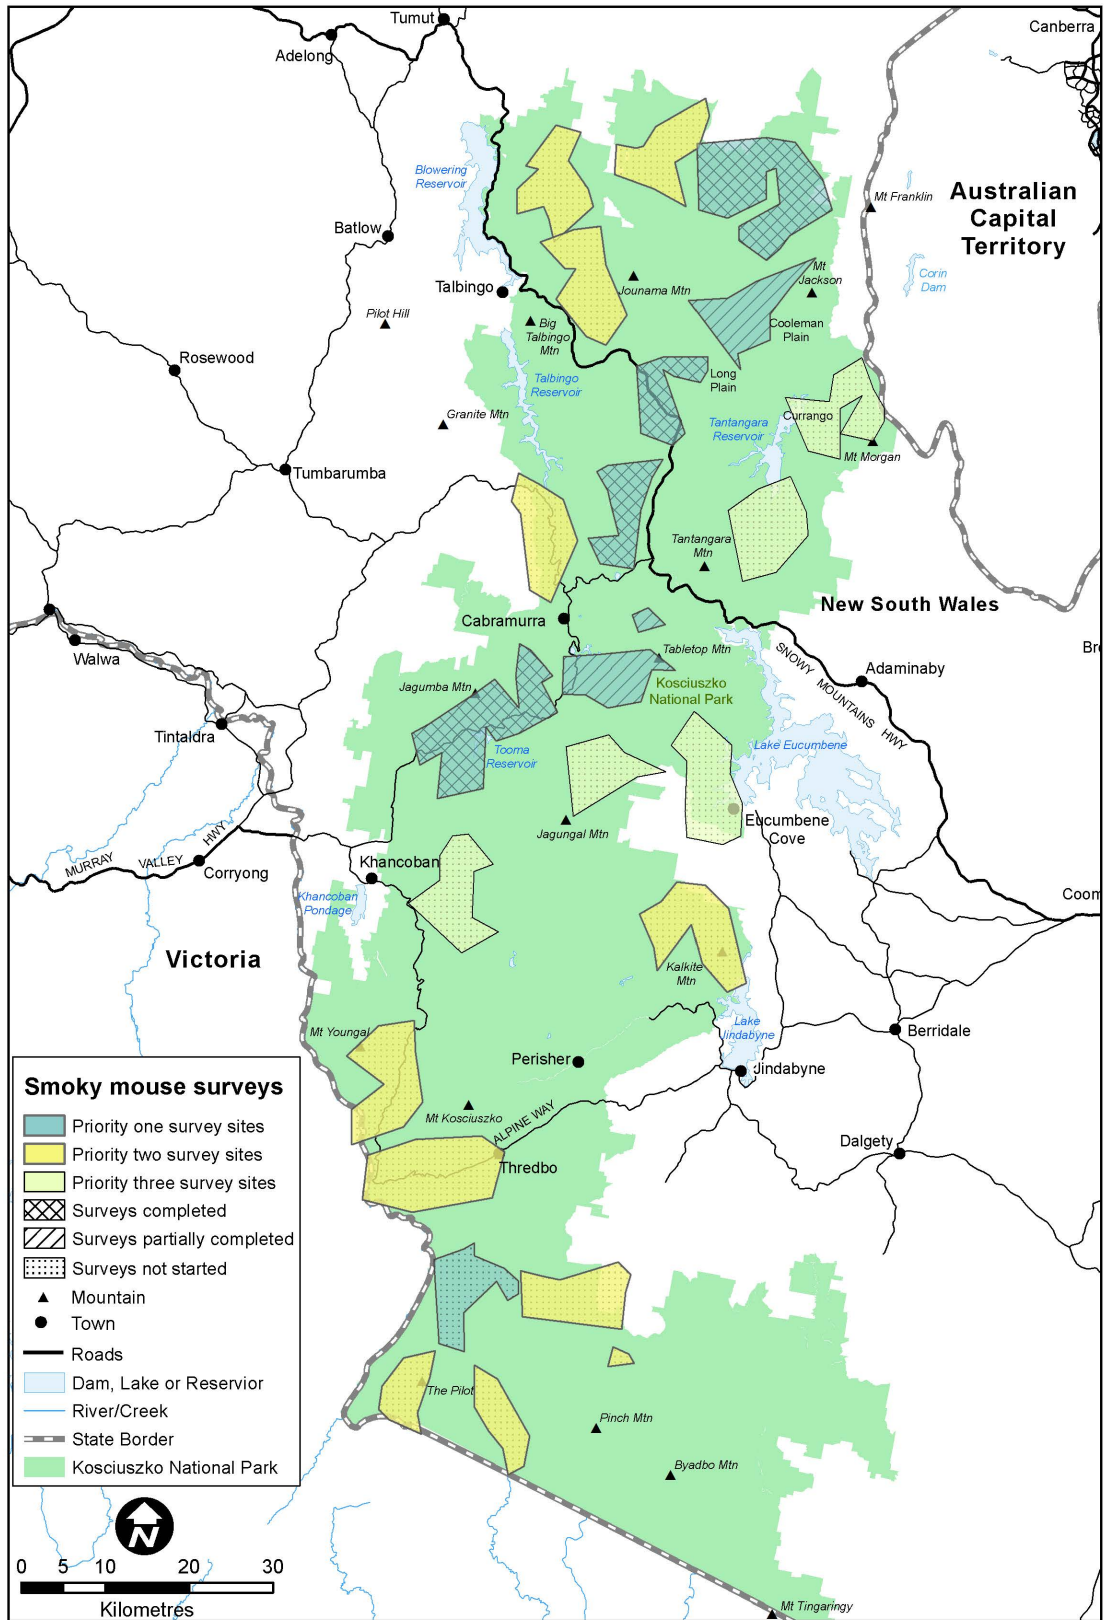 Tumut
Canberra
Adelong
Blowering
Reservoir
Mt Franklin
Australian
Capital
Territory
Batlow
Corin
Dam
Mt
Jackson
Talbingo
Jounama Mtn
Pilot Hill
Big
Talbingo
Mtn
Cooleman
Plain
Rosewood
Talbingo
Reservoir
Long
Plain
Granite Mtn
Currango
Tantangara
Reservoir
Mt Morgan
Tumbarumba
Tantangara
Mtn
New South Wales
Cabramurra
Walwa
Tabletop Mtn
Bre
SNOWY MOUNTAINS HWY
Adaminaby
Jagumba Mtn
Kosciuszko
National Park
Tintaldra
Tooma
Reservoir
Lake Eucumbene
Jagungal Mtn
Eucumbene
Cove
MURRAY VALLEY HWY
Corryong
Khancoban
Khancoban
Pondage
Coom
Victoria
Kalkite
Mtn
Mt Youngal
Lake
Jindabyne
Berridale
Perisher
Jindabyne
Mt Kosciuszko
ALPINE WAY
Dalgety
Thredbo
Smoky mouse surveys
Priority one survey sites
Priority two survey sites
Priority three survey sites
Surveys completed
Surveys partially completed
Surveys not started
Mountain
Town
Roads
Dam, Lake or Reservior
River/Creek
State Border
Kosciuszko National Park
The Pilot
Pinch Mtn
Byadbo Mtn
N
0 5 10 20 30
Kilometres
Mt Tingaringy